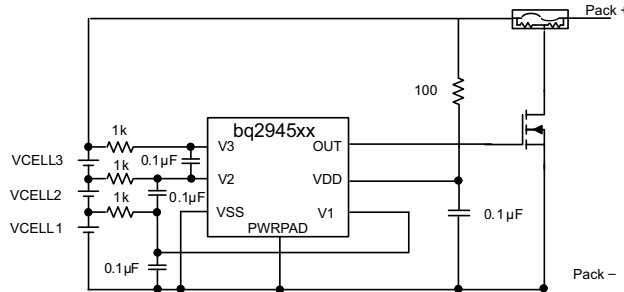 Pack +
100
bq2945xx
1k
V3
OUT
VCELL3
0.1µF
1k
V2
VDD
VCELL2
0.1µF
1k
VSS
V1
0.1µF
VCELL1
PWRPAD
0.1µF
Pack –